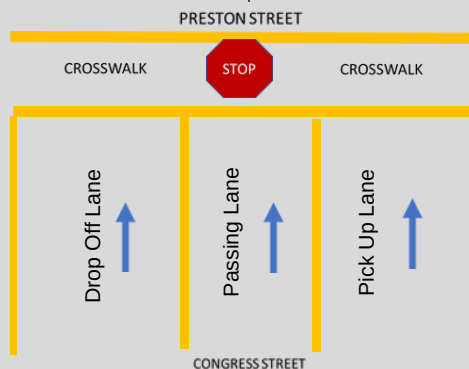 PRESTON STREET
CROSSWALK
STOP
CROSSWALK
Drop Off Lane
Passing Lane
Pick Up Lane
CONGRESS STREET